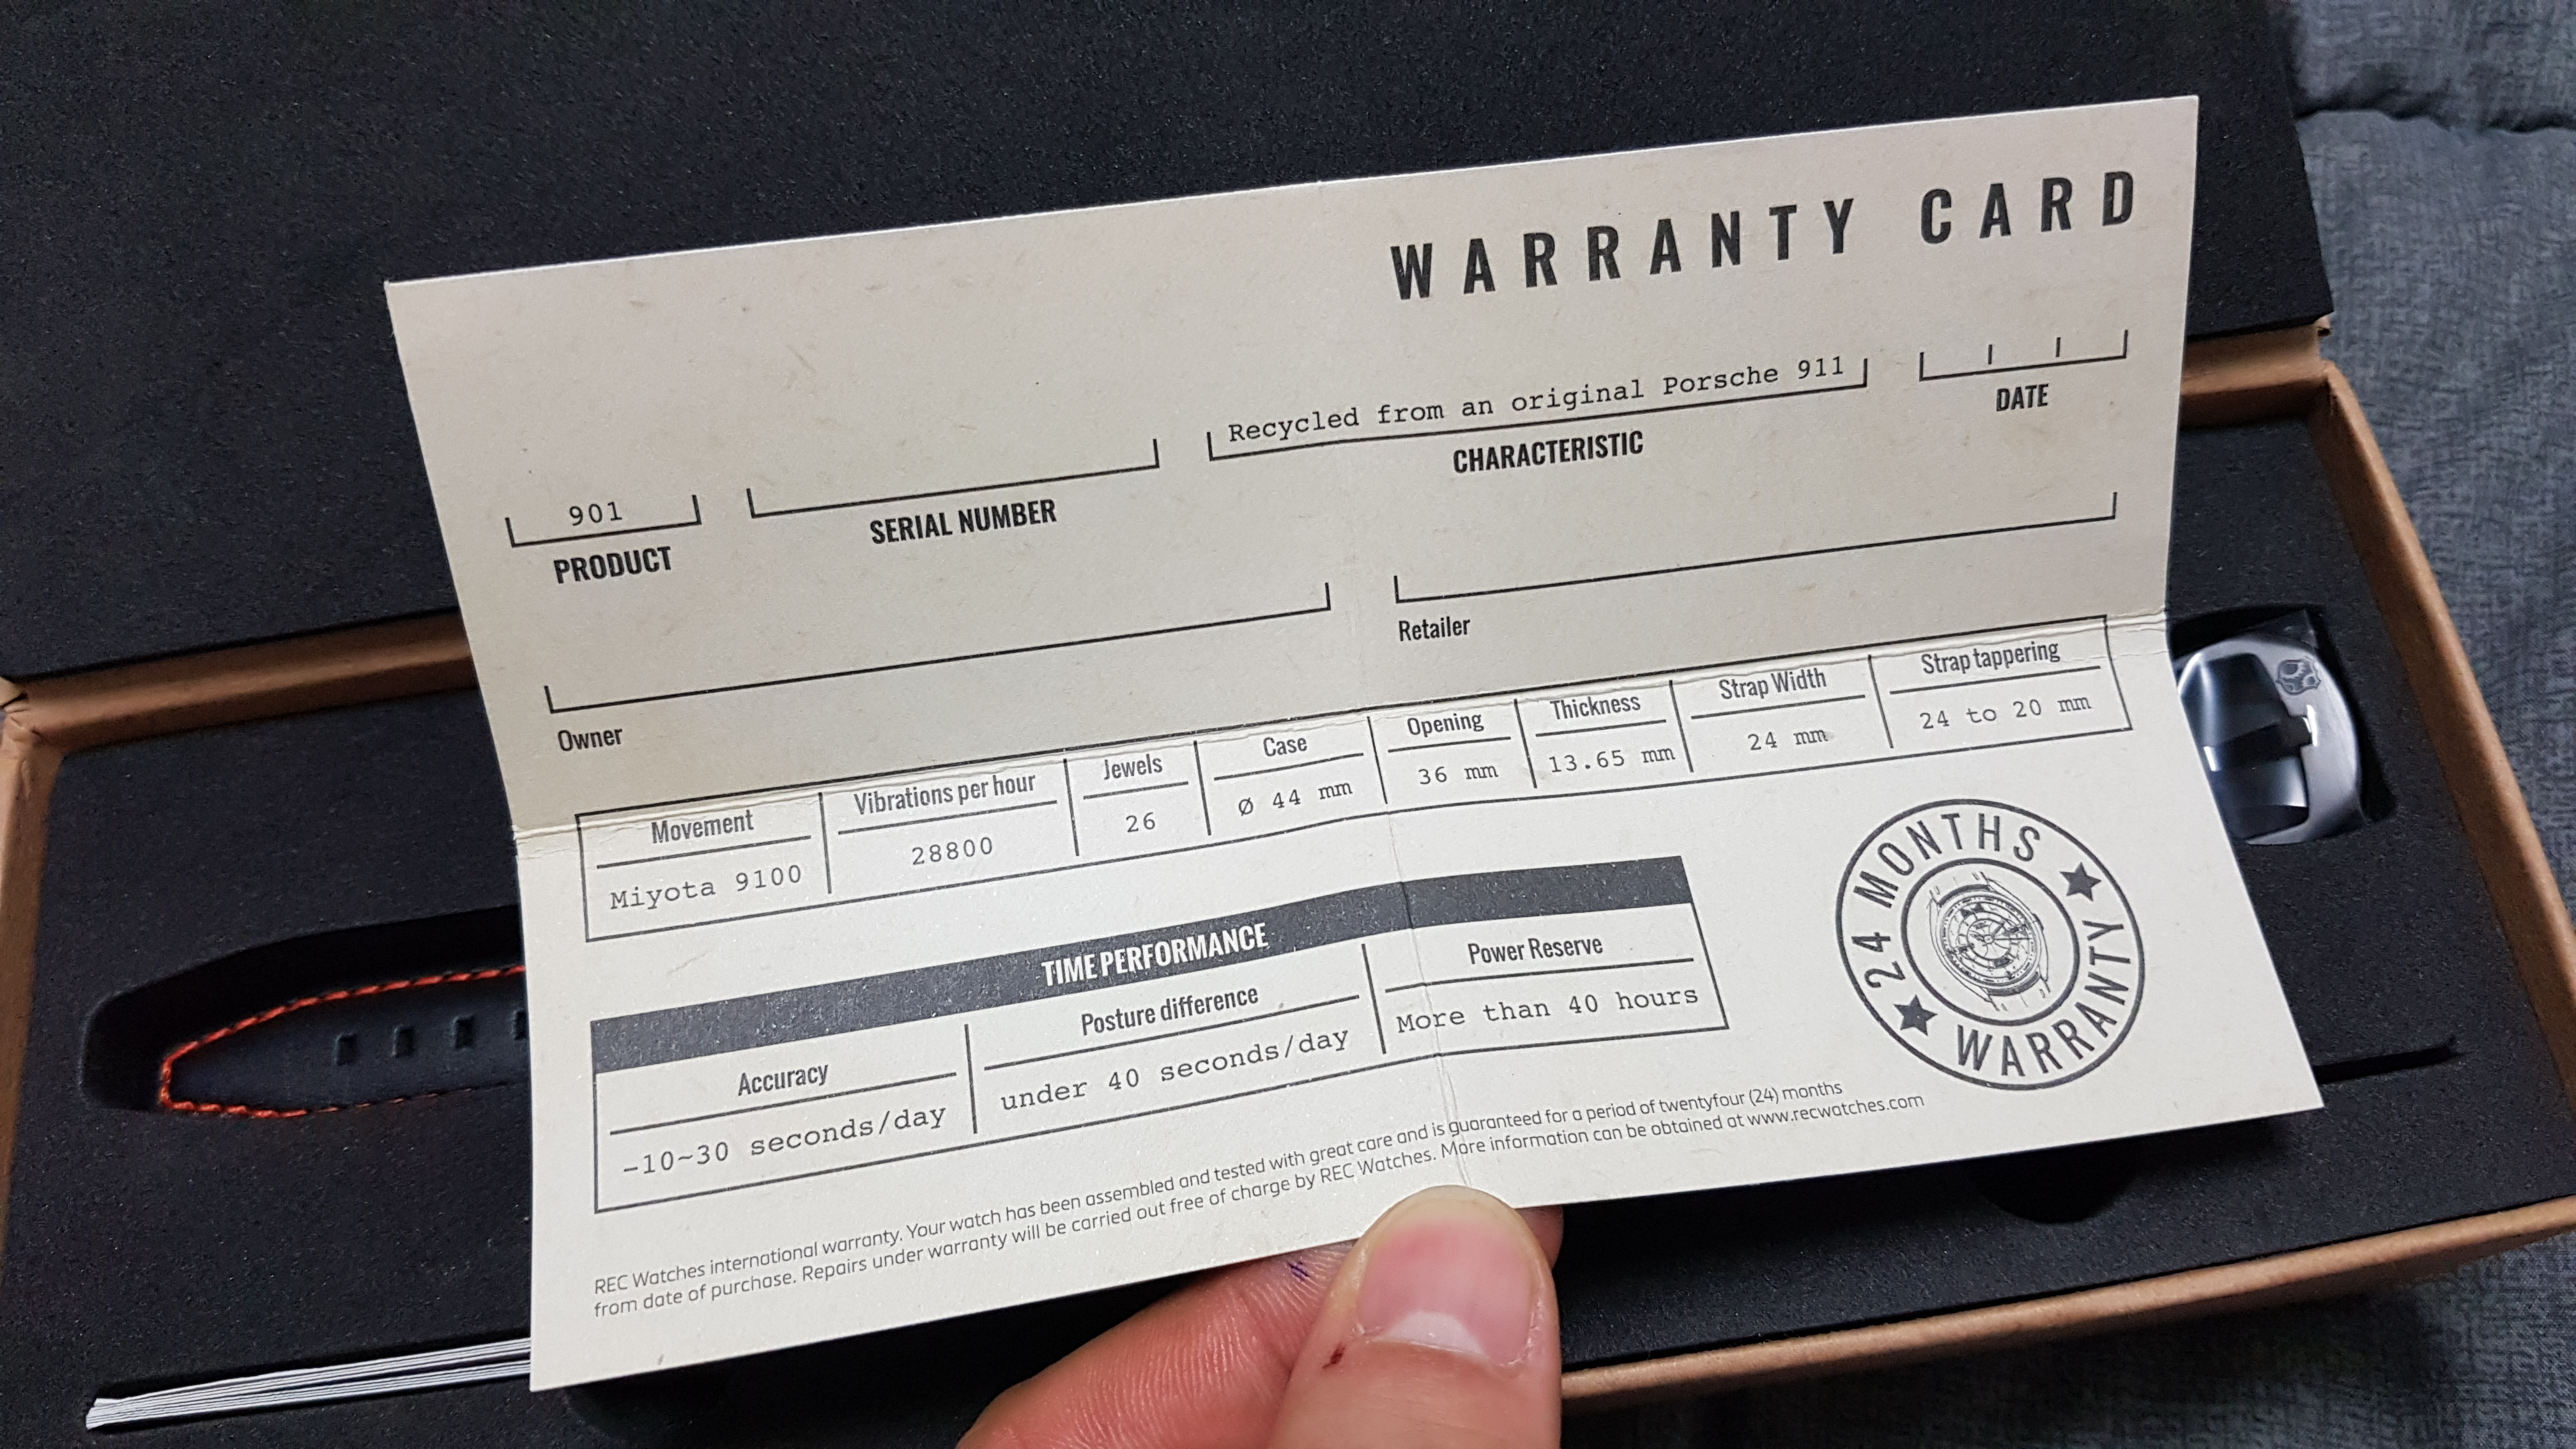 WARRANTY CARD
901
PRODUCT
SERIAL NUMBER
Recycled from an original Porsche 911
CHARACTERISTIC
DATE
Owner
Retailer
Movement Vibrations per hour Jewels Case Opening Thickness Strap Width Strap tappering
Miyota 9100 28800 26 Ø 44 mm 36 mm 13.65 mm 24 mm 24 to 20 mm
TIME PERFORMANCE
Accuracy Posture difference Power Reserve
-10~30 seconds/day under 40 seconds/day More than 40 hours
24 MONTHS
WARRANTY
REC Watches international warranty. Your watch has been assembled and tested with great care and is guaranteed for a period of twentyfour (24) months
from date of purchase. Repairs under warranty will be carried out free of charge by REC Watches. More information can be obtained at www.recwatches.com